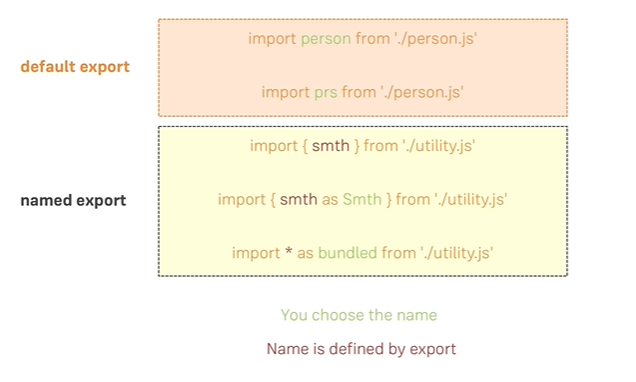 default export
import person from './person.js'
import prs from './person.js'
named export
import { smth } from './utility.js'
import { smth as Smth } from './utility.js'
import * as bundled from './utility.js'
You choose the name
Name is defined by export